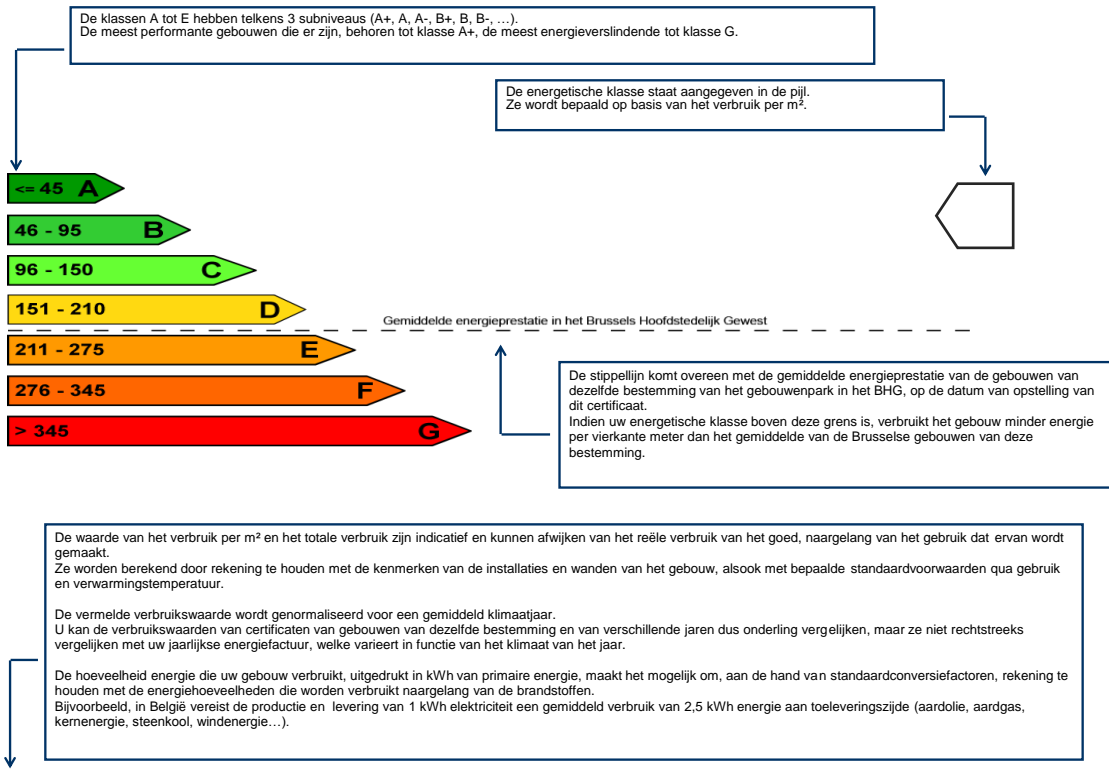 De klassen A tot E hebben telkens 3 subniveaus (A+, A, A-, B+, B, B-, …).
De meest performante gebouwen die er zijn, behoren tot klasse A+, de meest energieverslindende tot klasse G.
De energetische klasse staat aangegeven in de pijl.
Ze wordt bepaald op basis van het verbruik per m².
<= 45 A
46 - 95 B
96 - 150 C
151 - 210 D
Gemiddelde energieprestatie in het Brussels Hoofdstedelijk Gewest
211 - 275 E
276 - 345 F
> 345 G
De stippellijn komt overeen met de gemiddelde energieprestatie van de gebouwen van
dezelfde bestemming van het gebouwenpark in het BHG, op de datum van opstelling van
dit certificaat.
Indien uw energetische klasse boven deze grens is, verbruikt het gebouw minder energie
per vierkante meter dan het gemiddelde van de Brusselse gebouwen van deze
bestemming.
De waarde van het verbruik per m² en het totale verbruik zijn indicatief en kunnen afwijken van het reële verbruik van het goed, naargelang van het gebruik dat ervan wordt
gemaakt.
Ze worden berekend door rekening te houden met de kenmerken van de installaties en wanden van het gebouw, alsook met bepaalde standaardvoorwaarden qua gebruik
en verwarmingstemperatuur.
De vermelde verbruikswaarde wordt genormaliseerd voor een gemiddeld klimaatjaar.
U kan de verbruikswaarden van certificaten van gebouwen van dezelfde bestemming en van verschillende jaren dus onderling vergelijken, maar ze niet rechtstreeks
vergelijken met uw jaarlijkse energiefactuur, welke varieert in functie van het klimaat van het jaar.
De hoeveelheid energie die uw gebouw verbruikt, uitgedrukt in kWh van primaire energie, maakt het mogelijk om, aan de hand van standaardconversiefactoren, rekening te
houden met de energiehoeveelheden die worden verbruikt naargelang van de brandstoffen.
Bijvoorbeeld, in België vereist de productie en levering van 1 kWh elektriciteit een gemiddeld verbruik van 2,5 kWh energie aan toeleveringszijde (aardolie, aardgas,
kernenergie, steenkool, windenergie…).